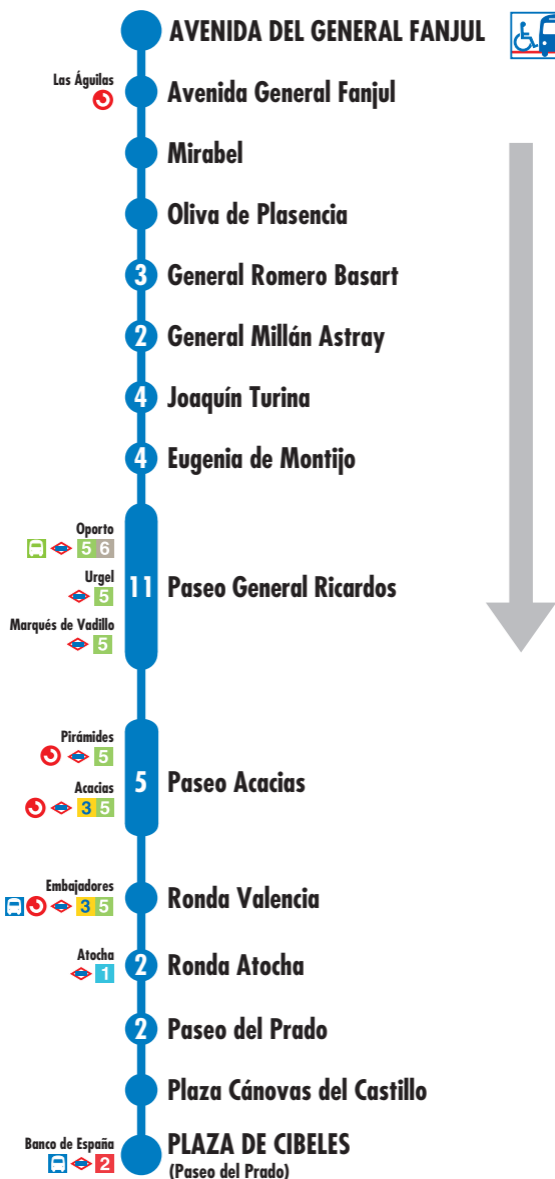 AVENIDA DEL GENERAL FANJUL
Las Águilas
Avenida General Fanjul
Mirabel
Oliva de Plasencia
3 General Romero Basart
2 General Millán Astray
4 Joaquín Turina
4 Eugenia de Montijo
Oporto
5 6
Urgel
5
11 Paseo General Ricardos
Marqués de Vadillo
5
Pirámides
5
5 Paseo Acacias
Acacias
3 5
Embajadores
3 5
Ronda Valencia
Atocha
1
2 Ronda Atocha
2 Paseo del Prado
Plaza Cánovas del Castillo
Banco de España
2
PLAZA DE CIBELES
(Paseo del Prado)